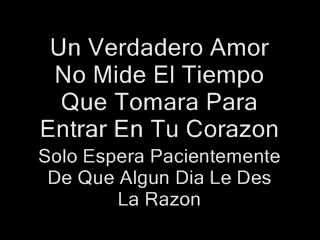 Un Verdadero Amor
No Mide El Tiempo
Que Tomara Para
Entrar En Tu Corazon
Solo Espera Pacientemente
De Que Algun Dia Le Des
La Razon